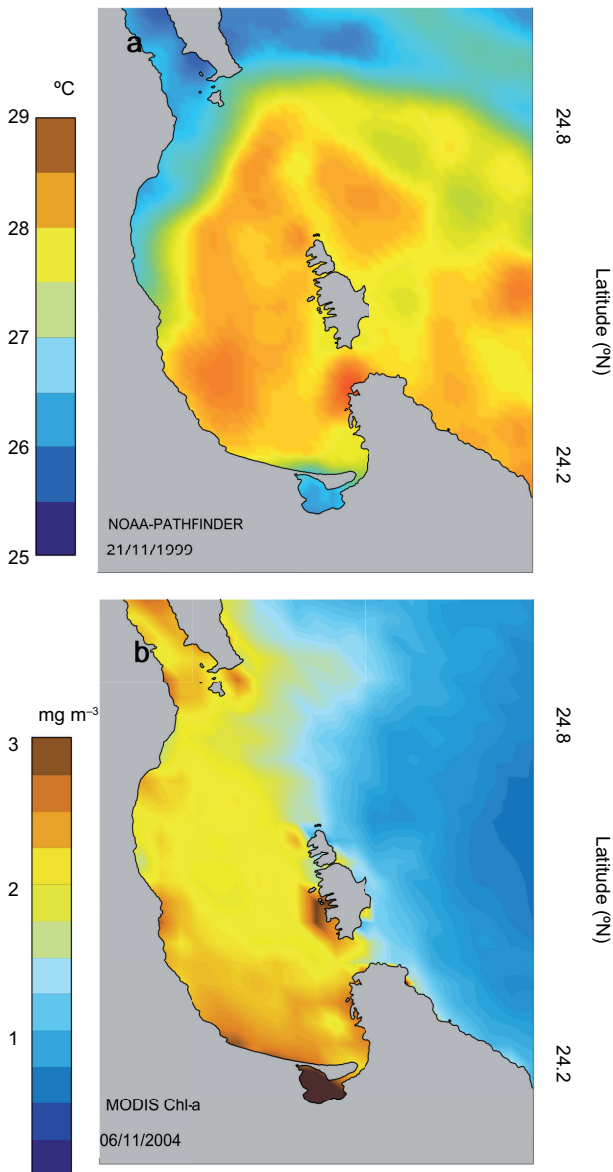 a
ºC
29
28
27
26
25
24.8
Latitude (ºN)
24.2
NOAA-PATHFINDER
21/11/1999
b
mg m–3
3
2
1
24.8
Latitude (ºN)
24.2
MODIS Chl-a
06/11/2004